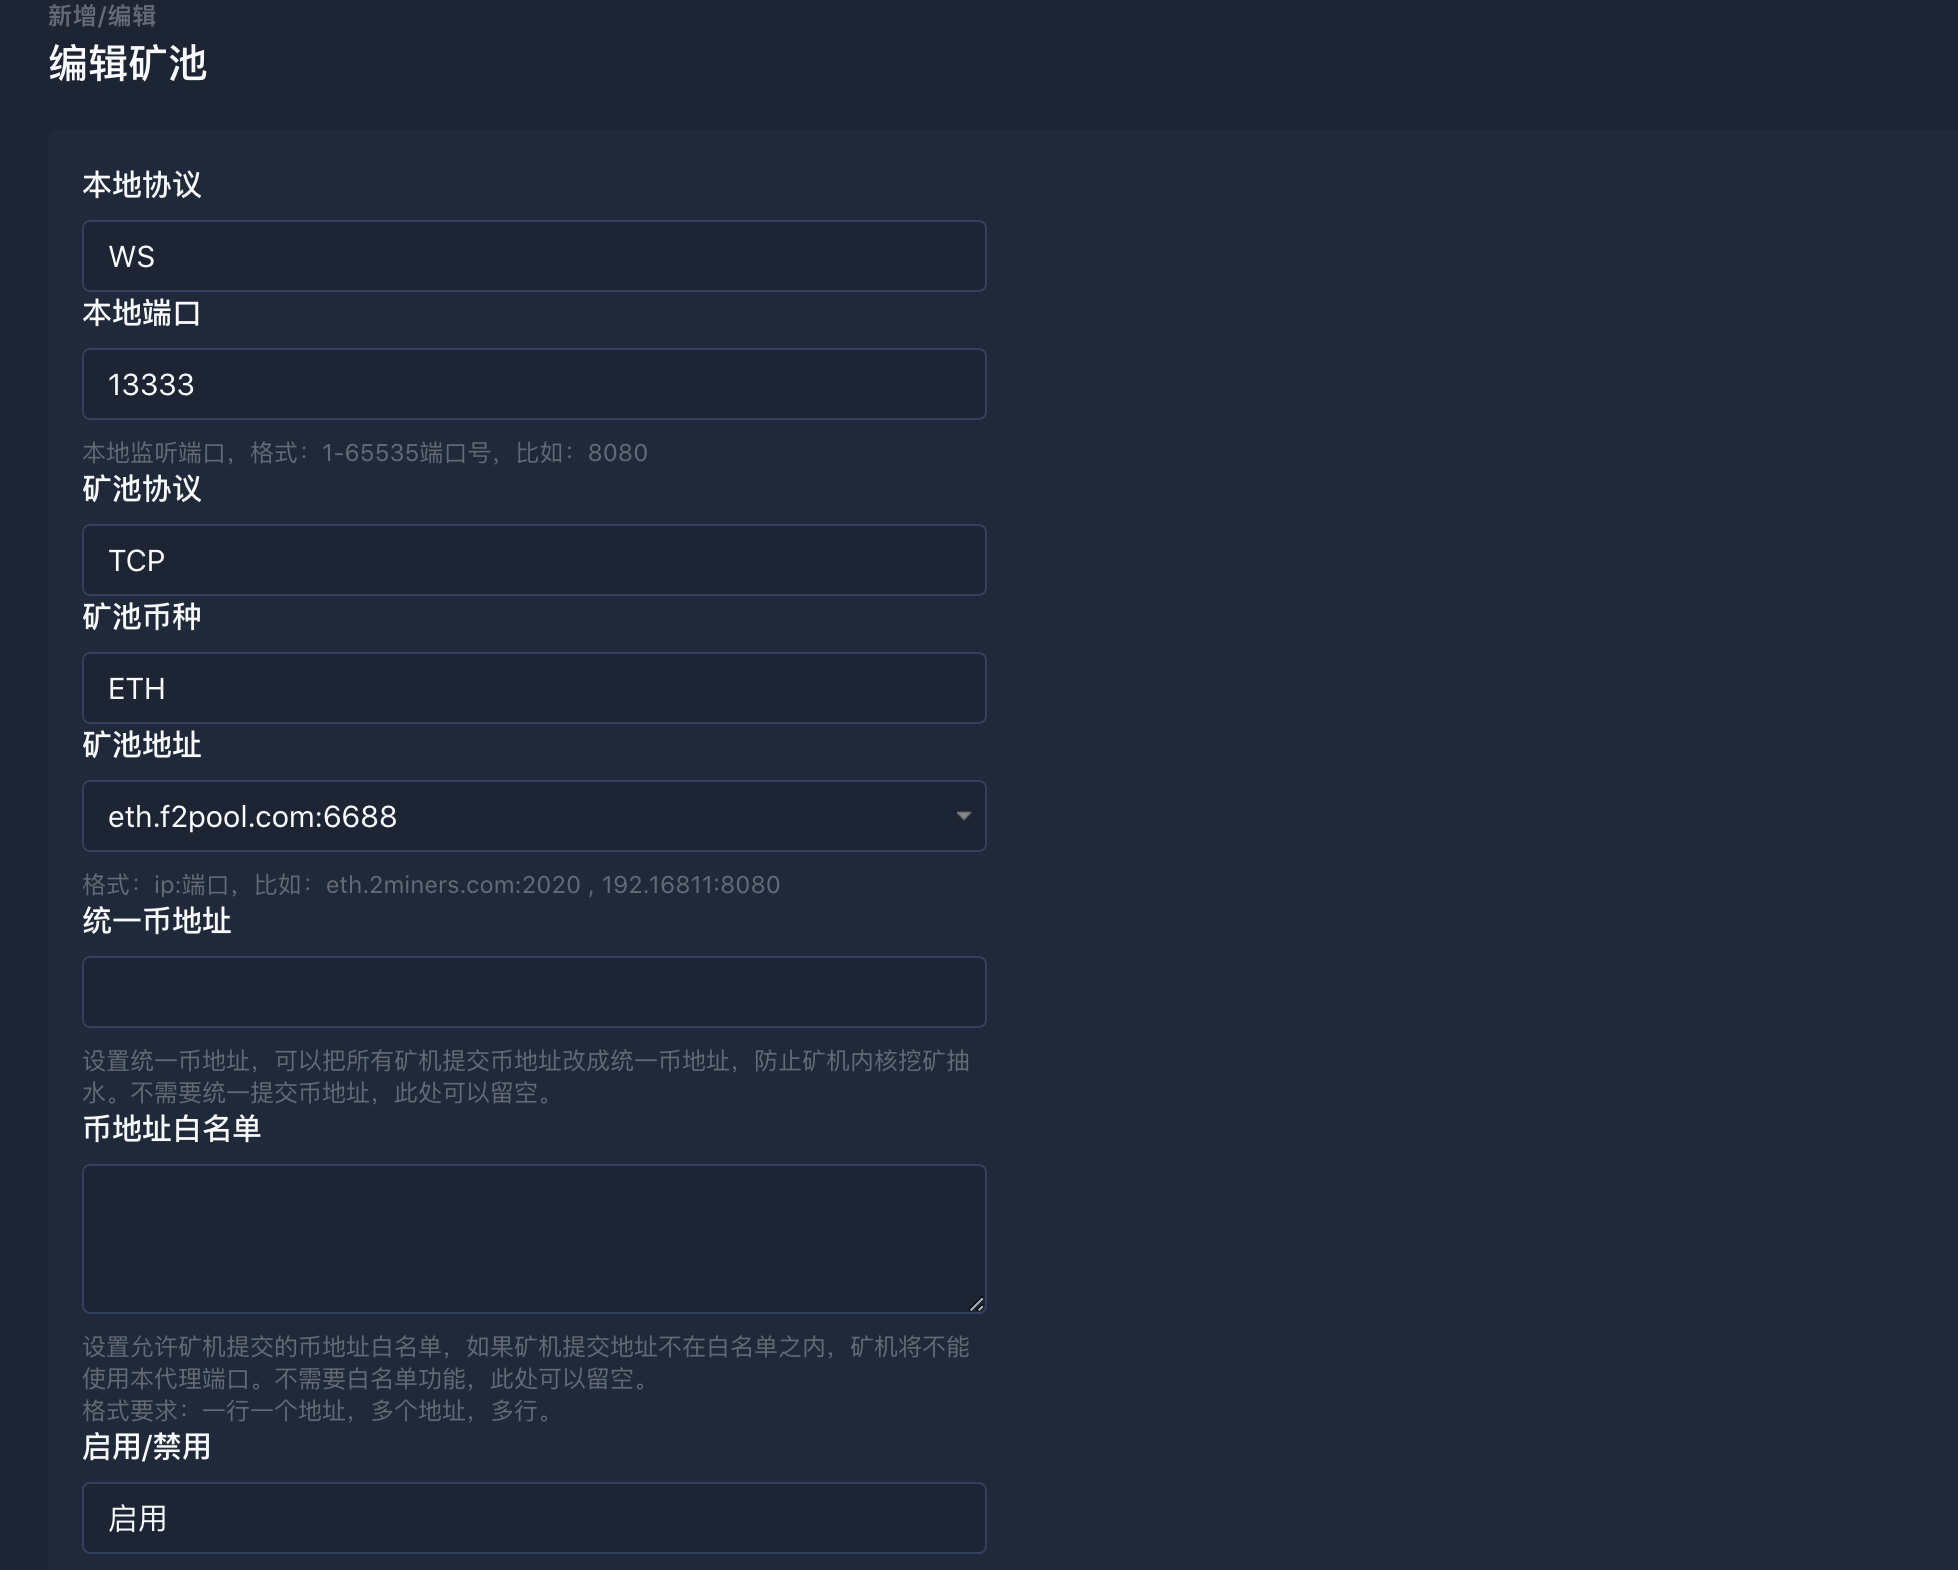 新增/编辑
编辑矿池
本地协议
WS
本地端口
13333
本地监听端口，格式：1-65535端口号，比如：8080
矿池协议
TCP
矿池币种
ETH
矿池地址
eth.f2pool.com:6688
格式：ip:端口，比如：eth.2miners.com:2020 , 192.16811:8080
统一币地址
设置统一币地址，可以把所有矿机提交币地址改成统一币地址，防止矿机内核挖矿抽
水。不需要统一提交币地址，此处可以留空。
币地址白名单
设置允许矿机提交的币地址白名单，如果矿机提交地址不在白名单之内，矿机将不能
使用本代理端口。不需要白名单功能，此处可以留空。
格式要求：一行一个地址，多个地址，多行。
启用/禁用
启用